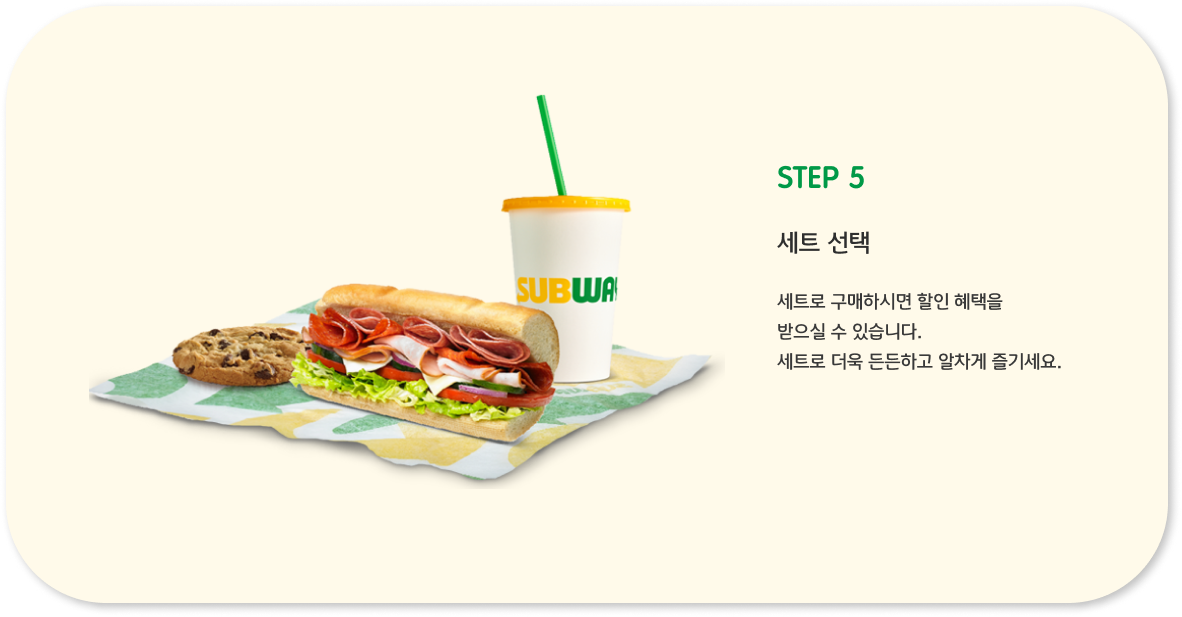 SUBWA
STEP 5
세트 선택
세트로 구매하시면 할인 혜택을
받으실 수 있습니다.
세트로 더욱 든든하고 알차게 즐기세요.